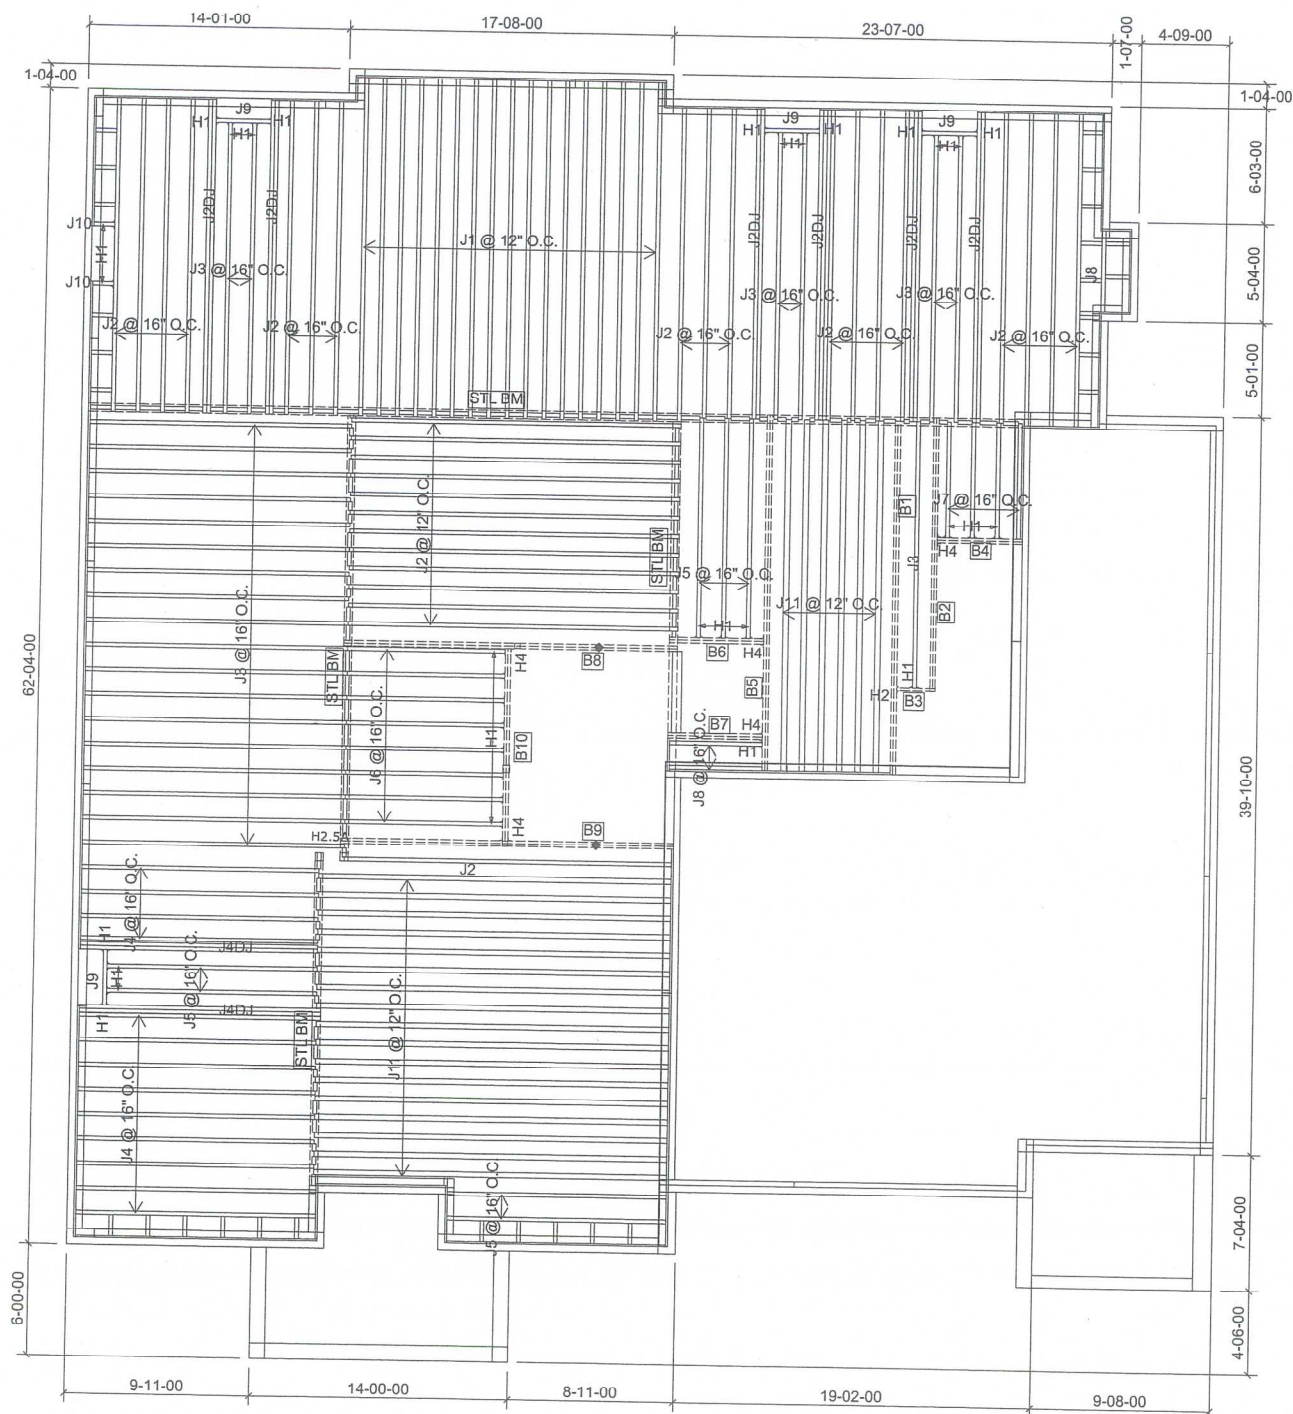 14-01-00
17-08-00
23-07-00
1-07-00
4-09-00
1-04-00
1-04-00
J9
H1
H1
H1
J9
H1
H1
H1
J9
H1
H1
H1
6-03-00
J2DJ
J2DJ
J2DJ
J2DJ
J2DJ
J2DJ
J10
H1
J10
J1 @ 12" O.C.
J3 @ 16" O.C.
J3 @ 16" O.C.
J3 @ 16" O.C.
J8
5-04-00
J2 @ 16" O.C.
J2 @ 16" O.C.
J2 @ 16" O.C.
J2 @ 16" O.C.
J2 @ 16" O.C.
5-01-00
STL BM
J3 @ 16" O.C.
J2 @ 12" O.C.
STL BM
J5 @ 16" O.C.
H1
J11 @ 12" O.C.
B1
J3
J7 @ 16" O.C.
H1
H4
B4
B2
62-04-00
STL BM
J6 @ 16" O.C.
H1
H4
B8
B6
H4
B5
H1
H2
B3
B10
B7
H4
H1
J8 @ 16" O.C.
39-10-00
H2.5A
H4
B9
J2
J4 @ 16" O.C.
H1
J4DJ
J9
H1
J5 @ 16" O.C.
H1
J4DJ
STL BM
J11 @ 12" O.C.
J4 @ 16" O.C.
J5 @ 16" O.C.
7-04-00
6-00-00
4-06-00
9-11-00
14-00-00
8-11-00
19-02-00
9-08-00